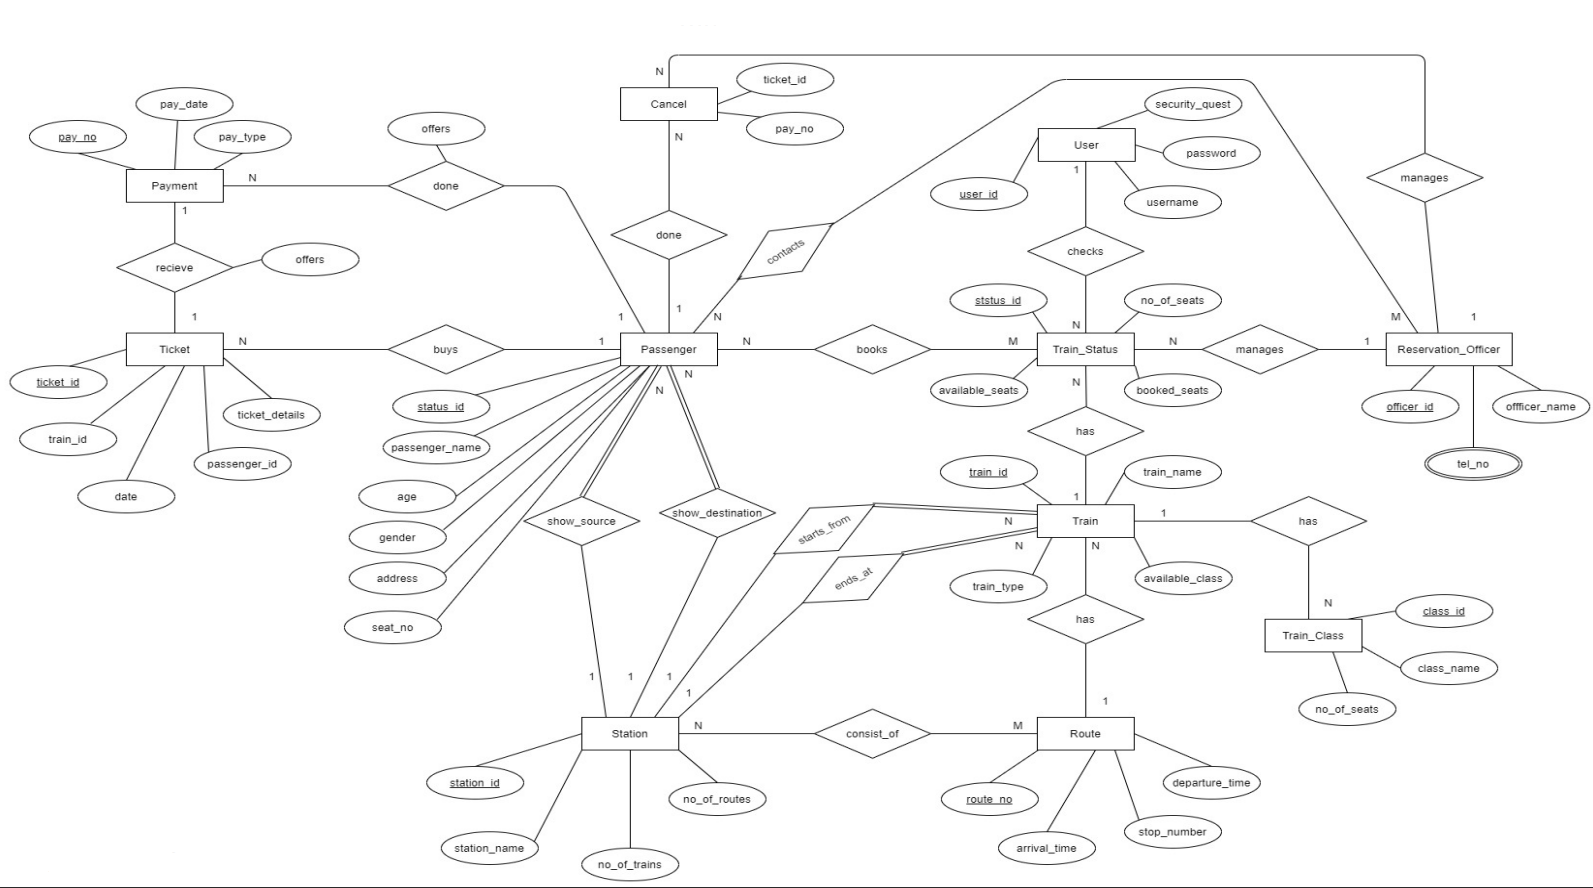 N
ticket_id
Cancel
pay_no
N
pay_date
pay_no
pay_type
Payment
N
1
offers
done
security_quest
User
password
1
user_id
username
manages
recieve
offers
done
contacts
checks
1
1
1
N
ststus_id
no_of_seats
N
M
1
Ticket
N
buys
1
Passenger
N
books
M
Train_Status
N
manages
1
Reservation_Officer
ticket_id
train_id
date
passenger_id
ticket_details
N
N
status_id
passenger_name
age
gender
address
seat_no
available_seats
N
booked_seats
officer_id
offficer_name
tel_no
has
train_id
train_name
1
show_source
show_destination
starts_from
N
Train
1
has
ends_at
N
N
train_type
available_class
has
N
class_id
Train_Class
class_name
no_of_seats
1
1
1
1
1
Station
N
consist_of
M
Route
station_id
no_of_routes
station_name
no_of_trains
route_no
departure_time
stop_number
arrival_time